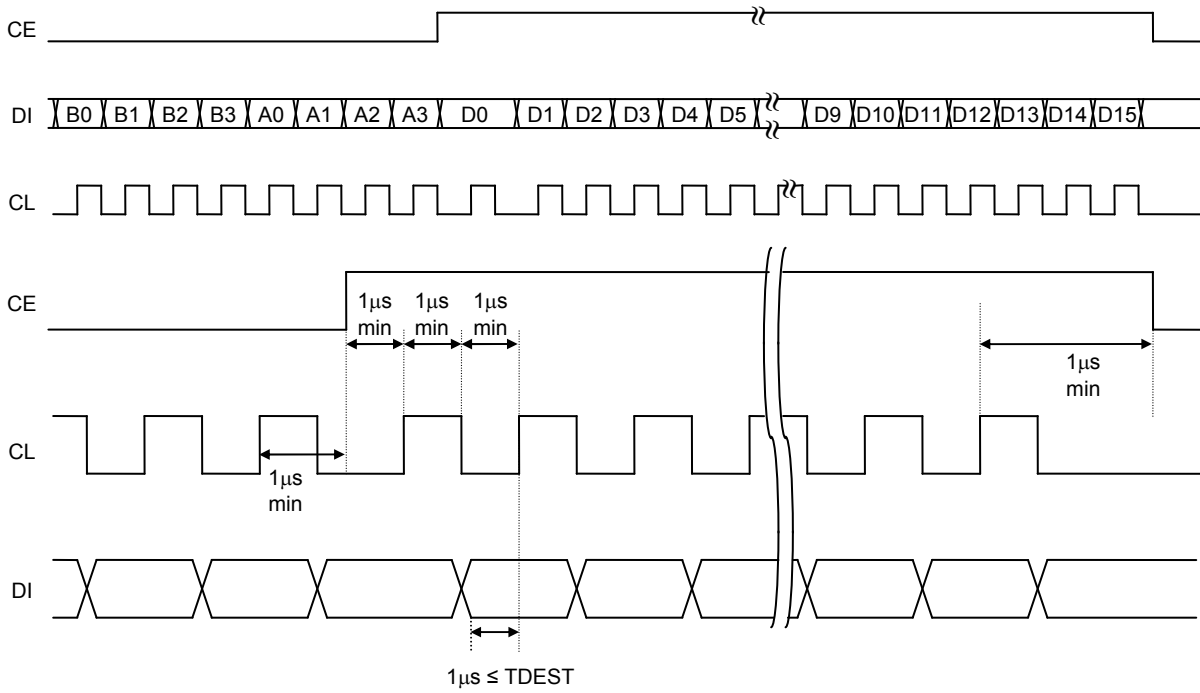 CE
DI B0 B1 B2 B3 A0 A1 A2 A3 D0 D1 D2 D3 D4 D5 D9 D10 D11 D12 D13 D14 D15
CL
CE
1μs 1μs 1μs
min min min
1μs
min
CL
1μs
min
DI
1μs ≤ TDEST